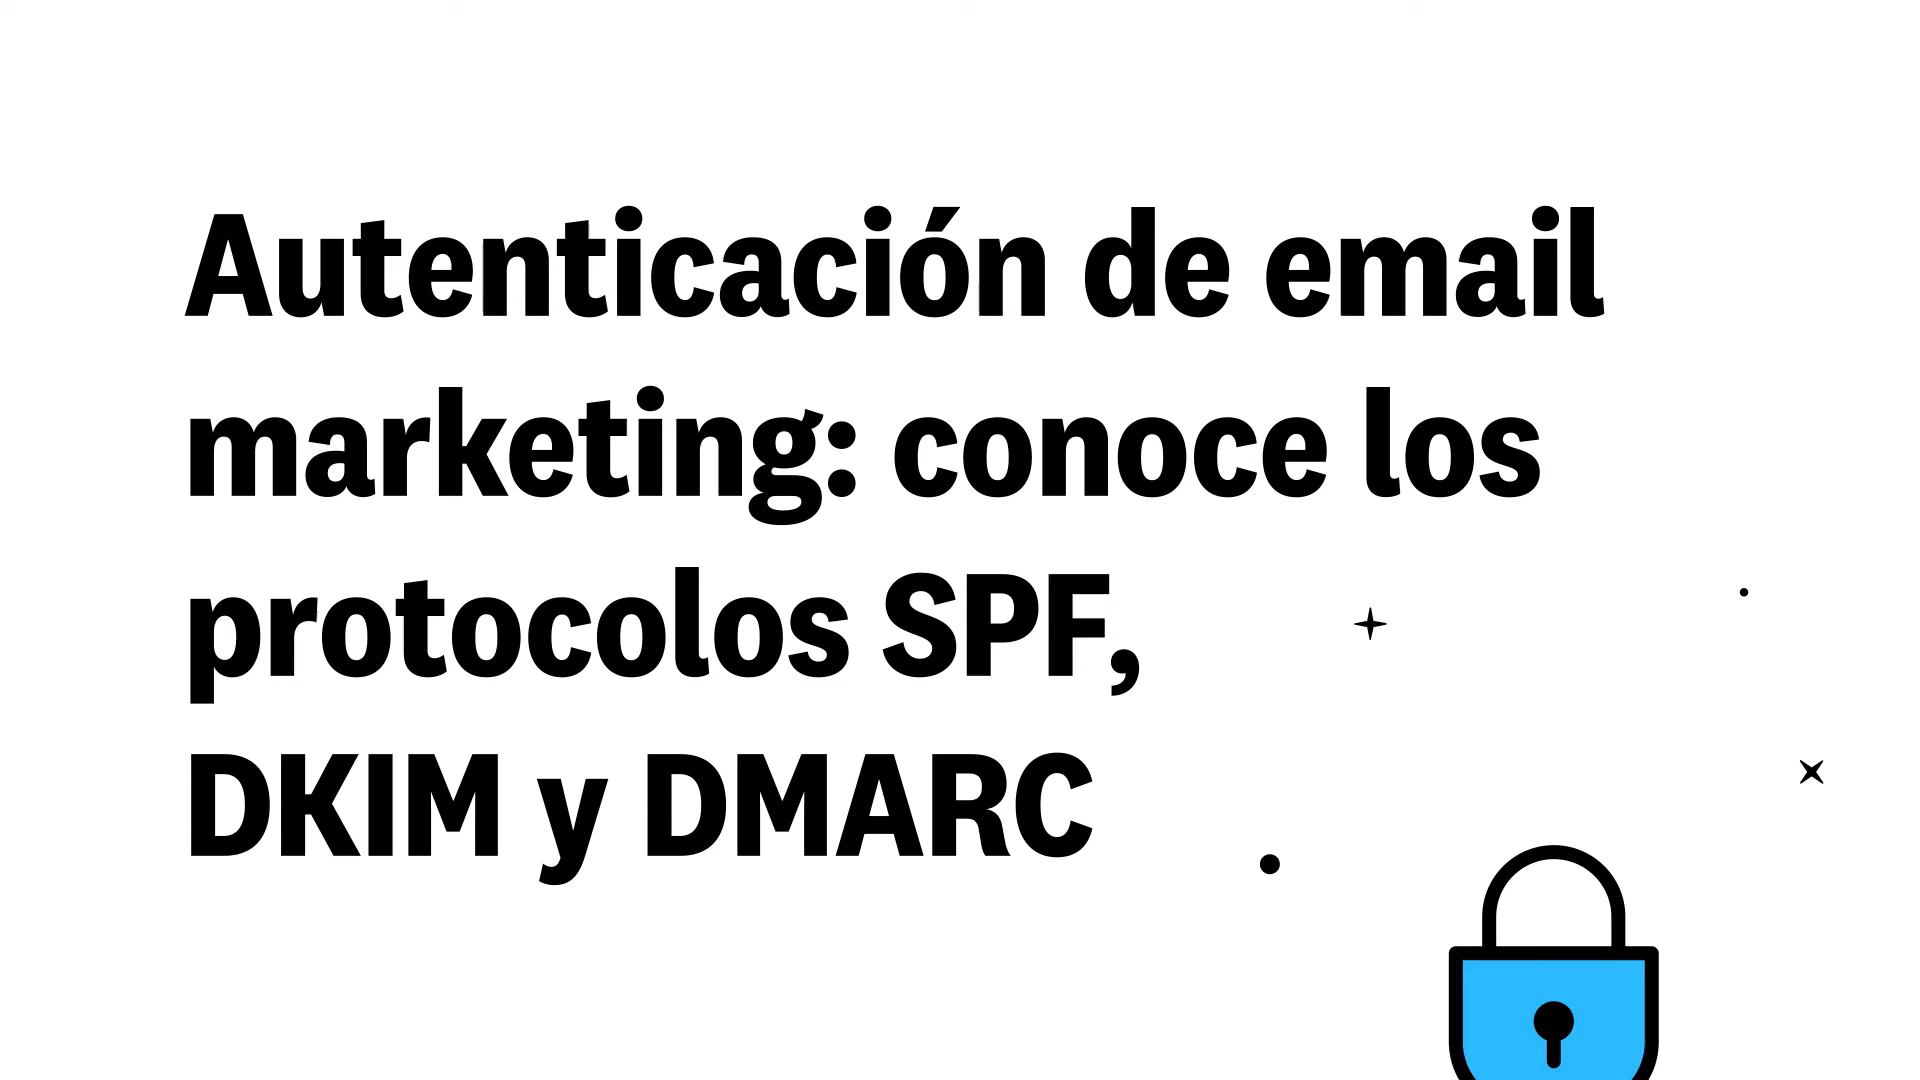 Autenticación de email
marketing: conoce los
protocolos SPF,
DKIM y DMARC